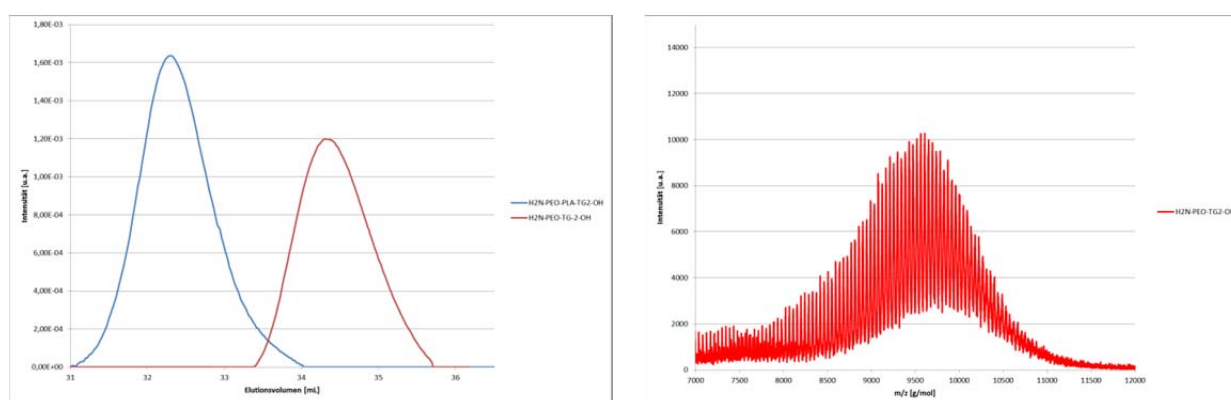 1,80E-03
1,60E-03
1,40E-03
1,20E-03
1,00E-03
8,00E-04
6,00E-04
4,00E-04
2,00E-04
0,00E+00
31 32 33 34 35 36
Intensität [u.a.]
Elutionsvolumen [mL]
H2N-PEO-PLA-TG2-OH
H2N-PEO-TG-2-OH
14000
12000
10000
8000
6000
4000
2000
0
7000 7500 8000 8500 9000 9500 10000 10500 11000 11500 12000
Intensität [u.a.]
m/z [g/mol]
H2N-PEO-TG2-OH